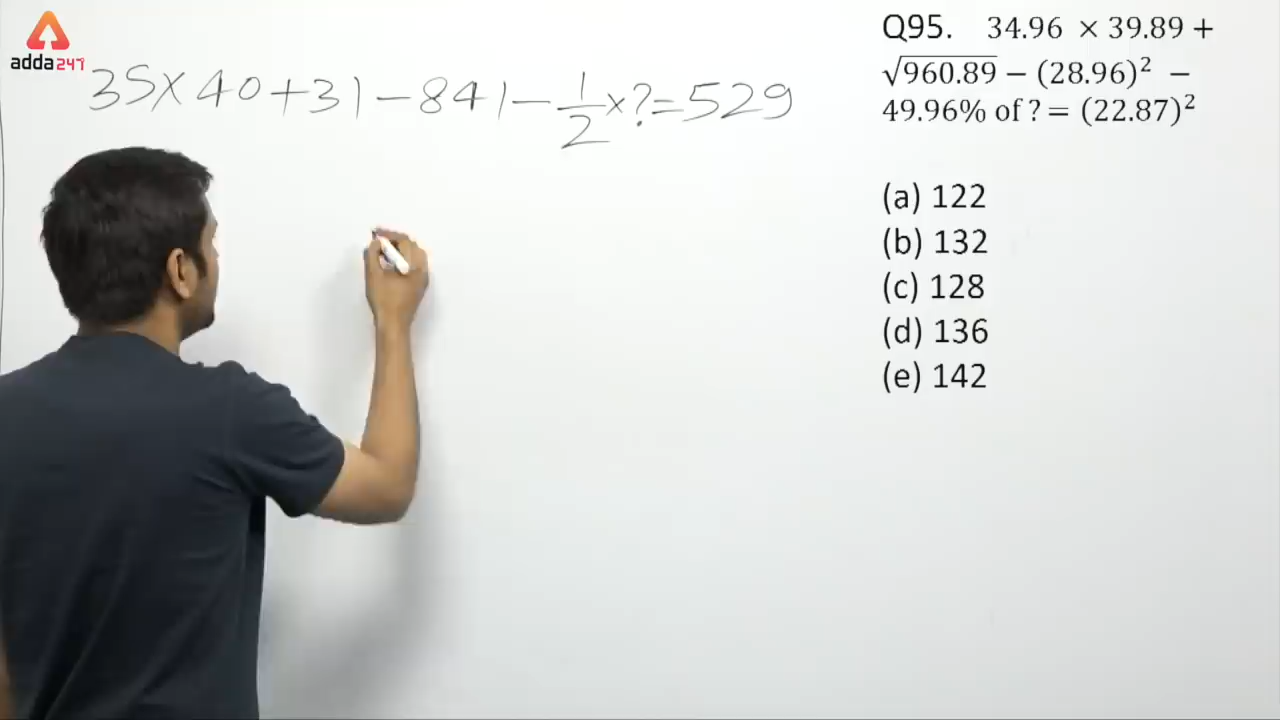 adda247
35×40+31-841-1/2×?=529
Q95. 34.96 × 39.89 +
√960.89 − (28.96)² −
49.96% of ? = (22.87)²
(a) 122
(b) 132
(c) 128
(d) 136
(e) 142